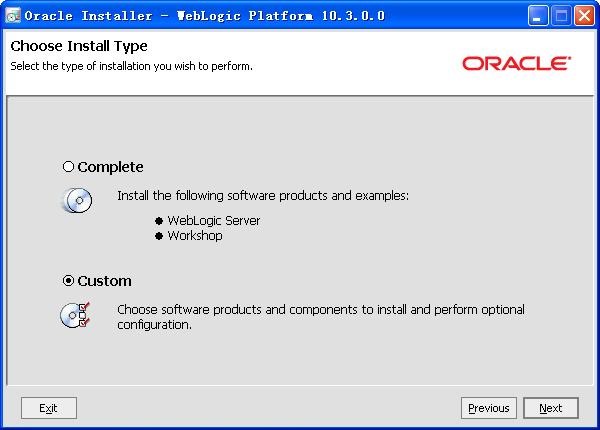 Oracle Installer - WebLogic Platform 10.3.0.0
Choose Install Type
Select the type of installation you wish to perform.
ORACLE
Complete
Install the following software products and examples:
● WebLogic Server
● Workshop
Custom
Choose software products and components to install and perform optional
configuration.
Exit
Previous
Next